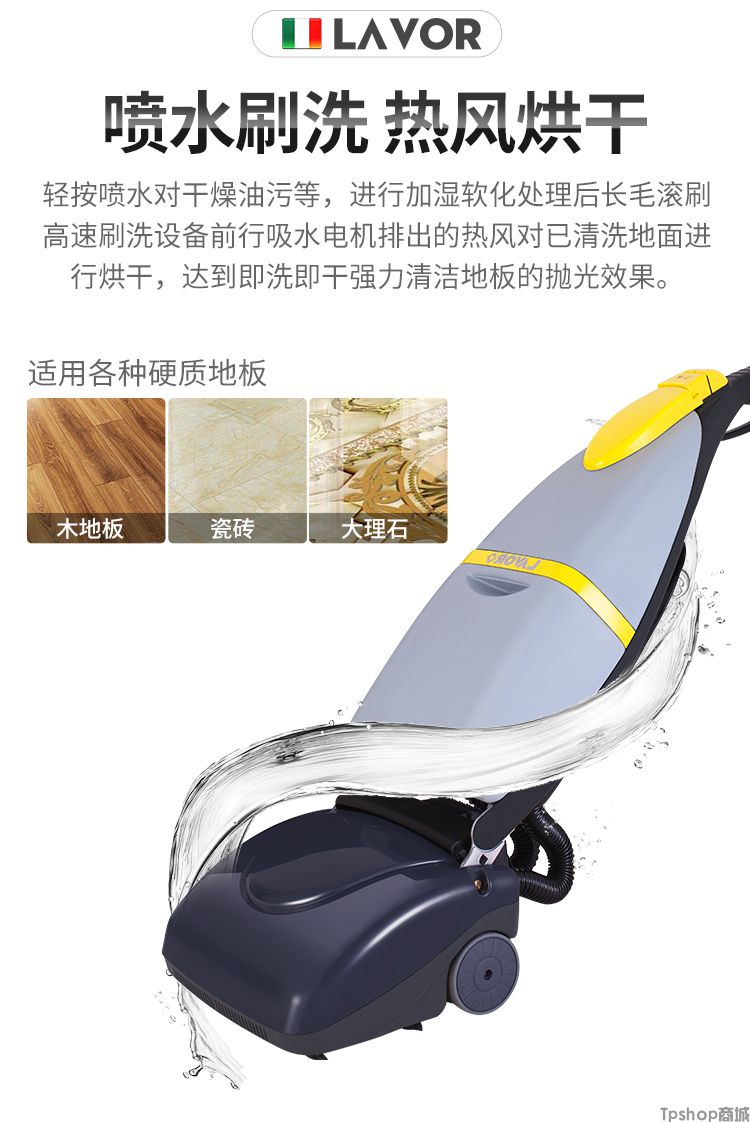 LAVOR
喷水刷洗 热风烘干
轻按喷水对干燥油污等，进行加湿软化处理后长毛滚刷
高速刷洗设备前行吸水电机排出的热风对已清洗地面进
行烘干，达到即洗即干强力清洁地板的抛光效果。
适用各种硬质地板
木地板
瓷砖
大理石
LAVOR
Tpshop商城